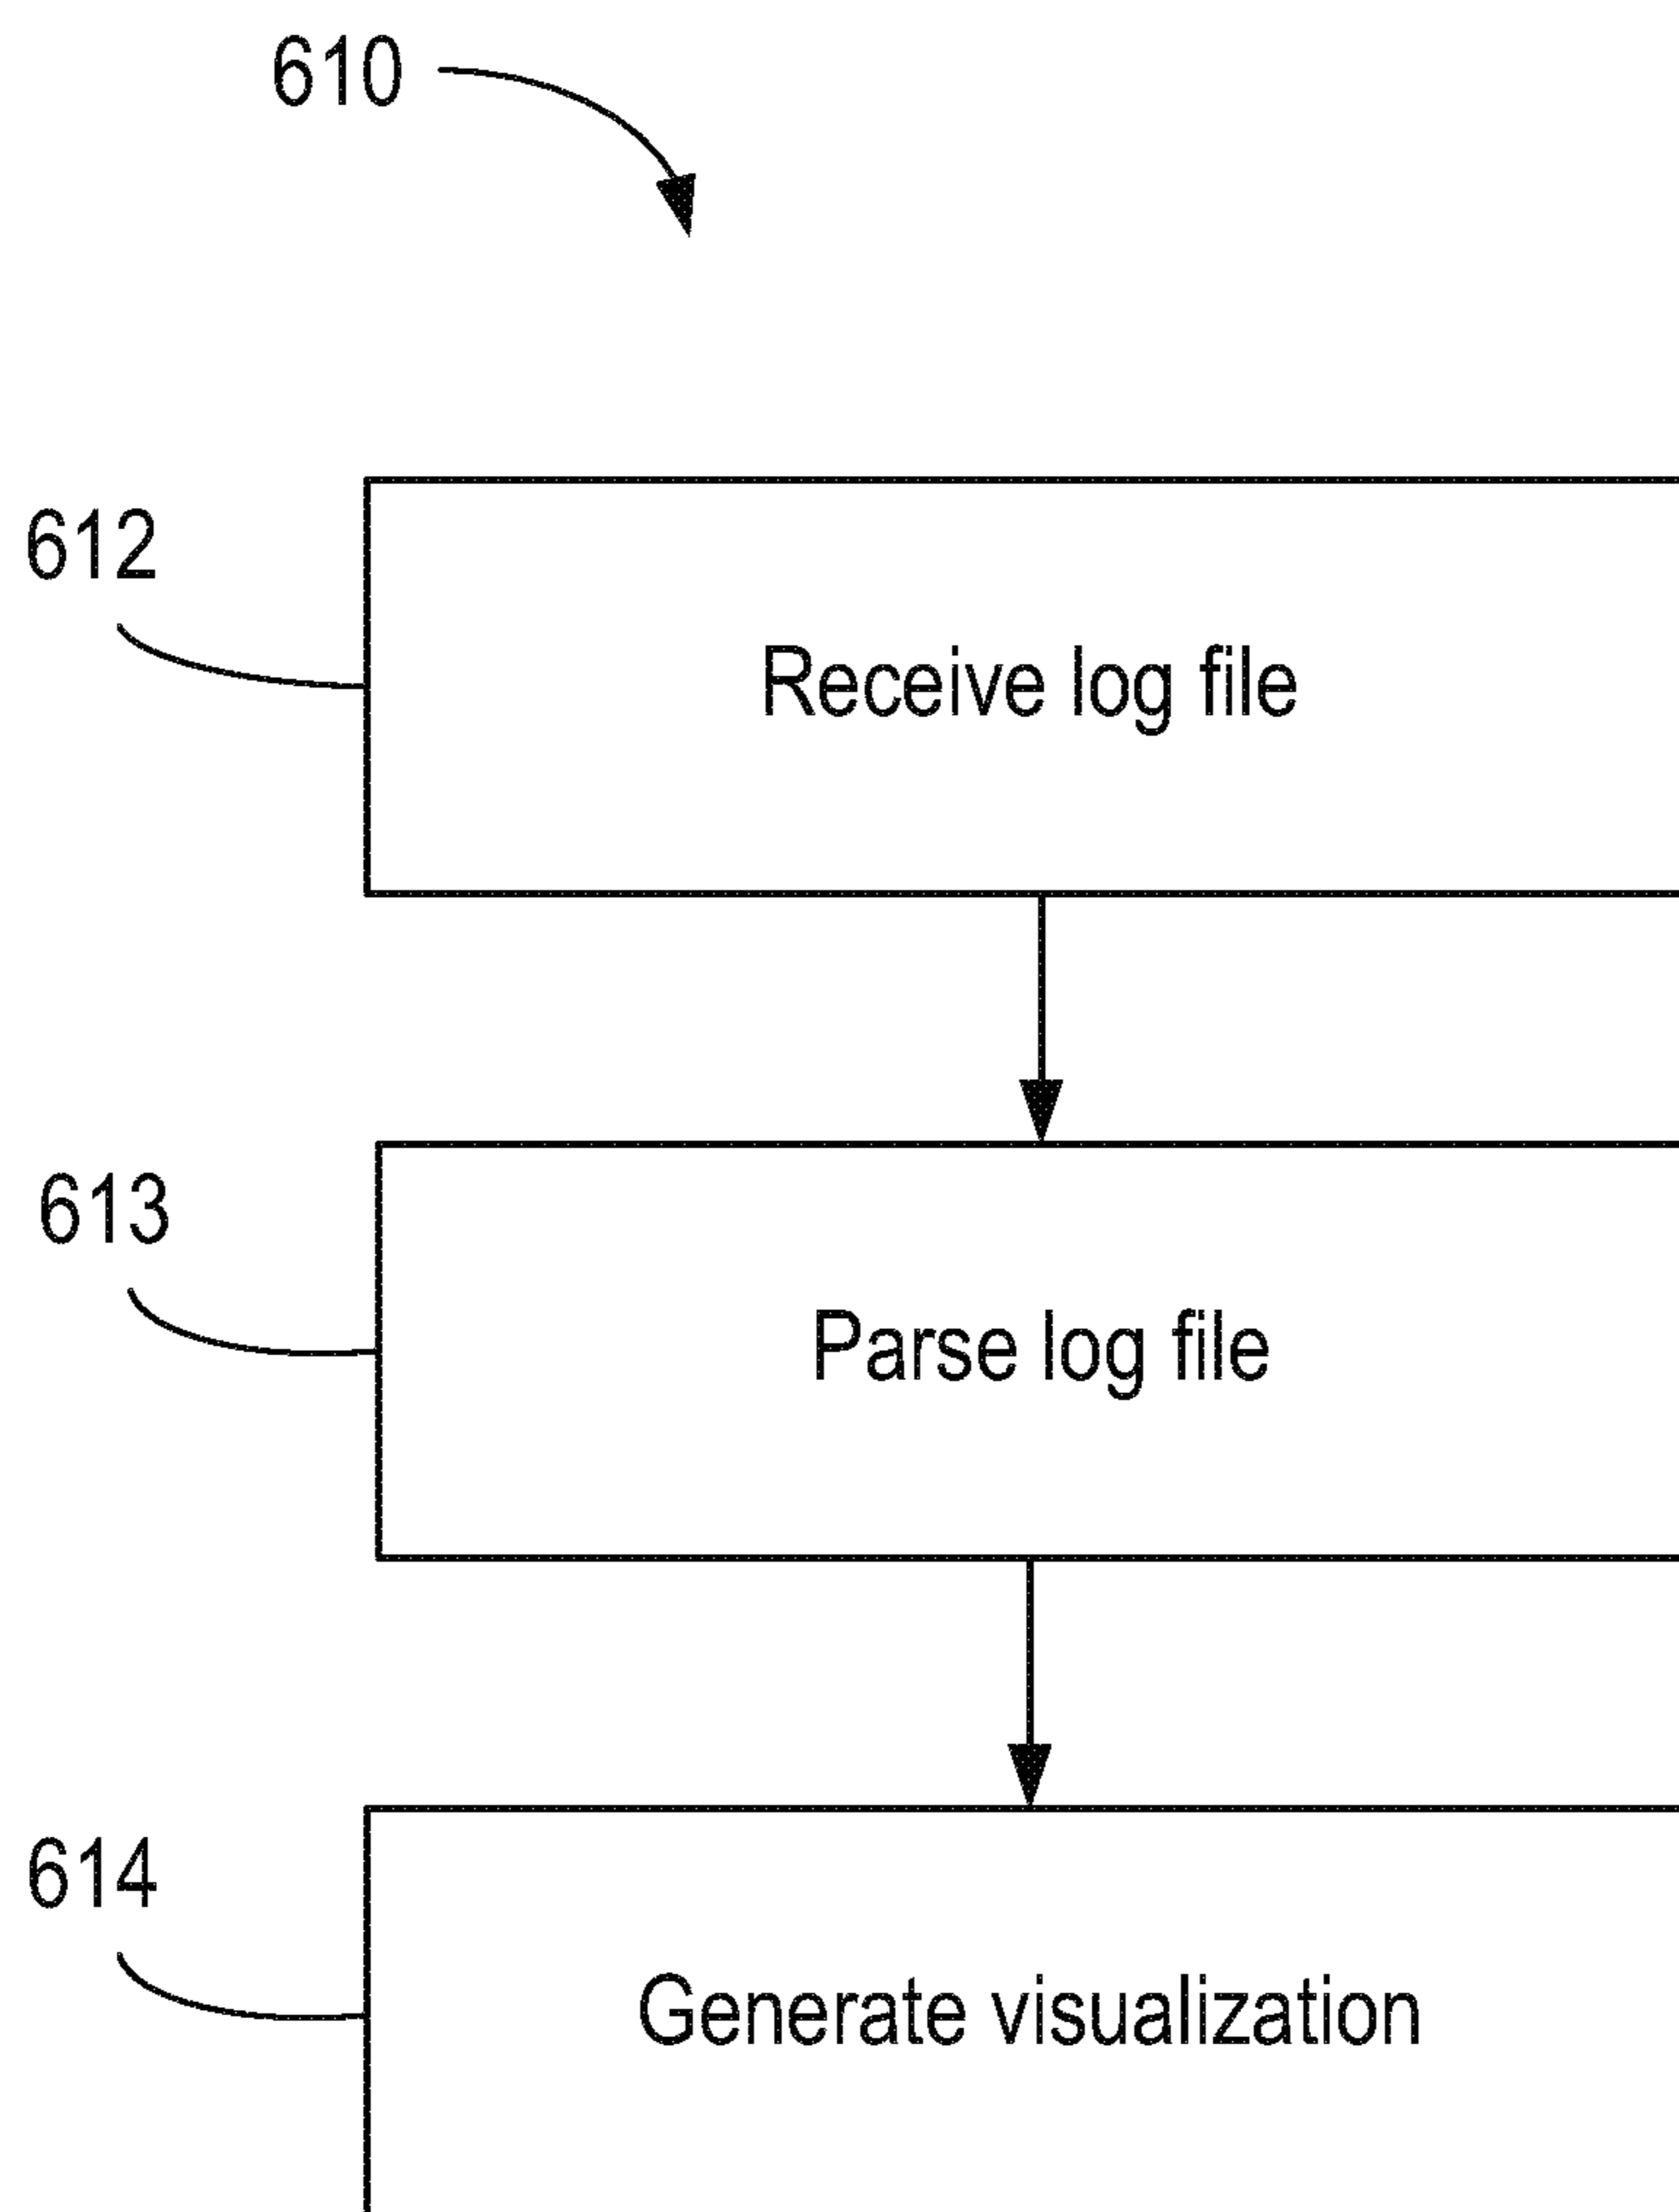 610
612
Receive log file
613
Parse log file
614
Generate visualization